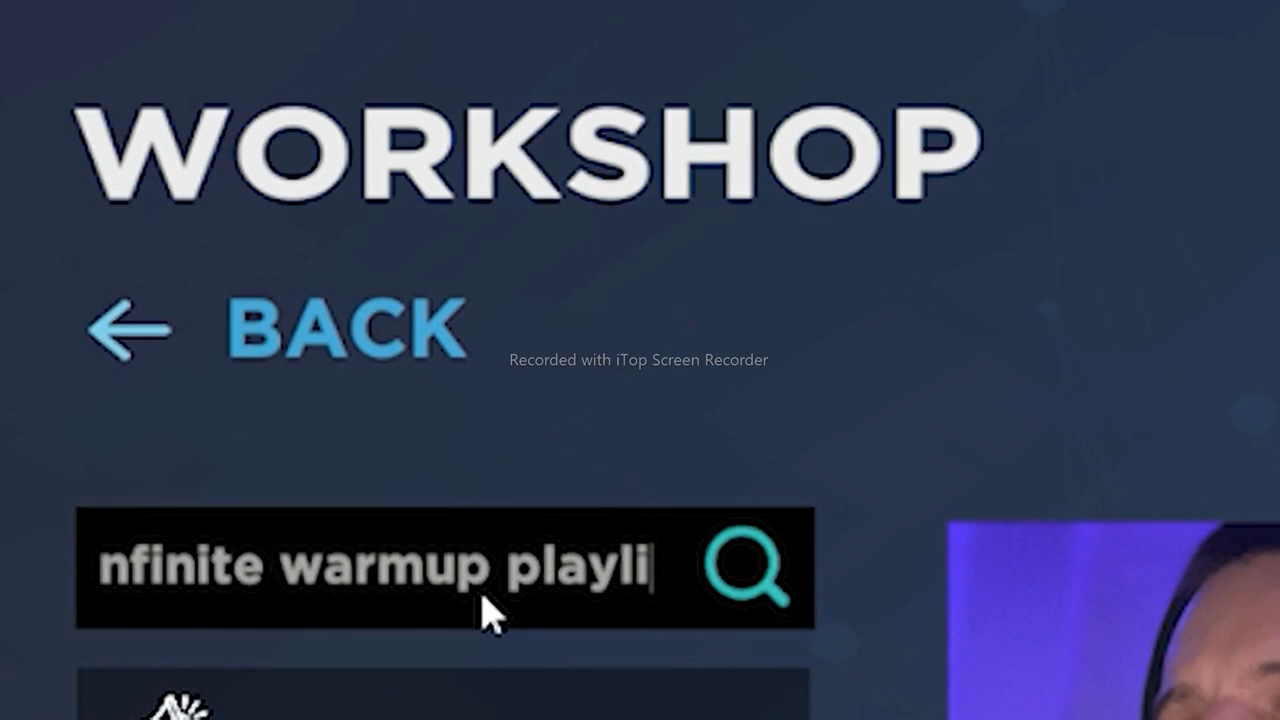 WORKSHOP
BACK
Recorded with iTop Screen Recorder
nfinite warmup playli